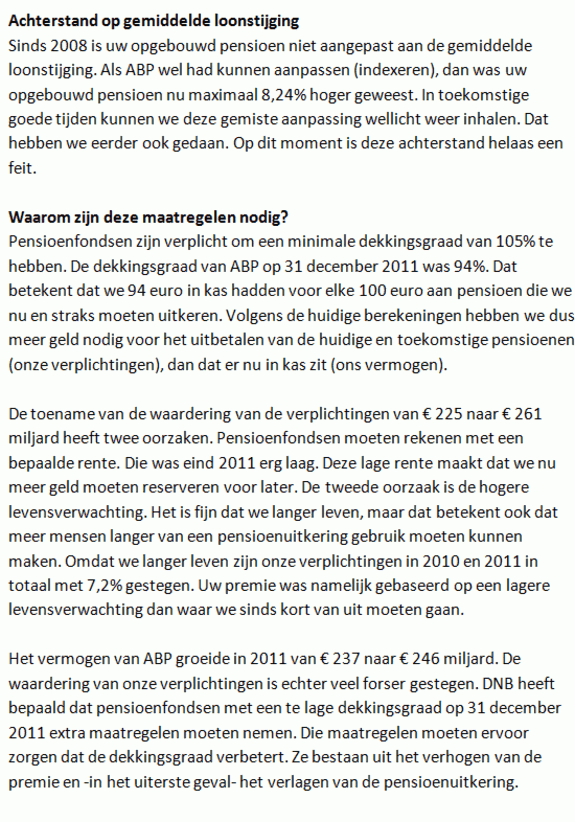 Achterstand op gemiddelde loonstijging
Sinds 2008 is uw opgebouwd pensioen niet aangepast aan de gemiddelde
loonstijging. Als ABP wel had kunnen aanpassen (indexeren), dan was uw
opgebouwd pensioen nu maximaal 8,24% hoger geweest. In toekomstige
goede tijden kunnen we deze gemiste aanpassing wellicht weer inhalen. Dat
hebben we eerder ook gedaan. Op dit moment is deze achterstand helaas een
feit.
Waarom zijn deze maatregelen nodig?
Pensioenfondsen zijn verplicht om een minimale dekkingsgraad van 105% te
hebben. De dekkingsgraad van ABP op 31 december 2011 was 94%. Dat
betekent dat we 94 euro in kas hadden voor elke 100 euro aan pensioen die we
nu en straks moeten uitkeren. Volgens de huidige berekeningen hebben we dus
meer geld nodig voor het uitbetalen van de huidige en toekomstige pensioenen
(onze verplichtingen), dan dat er nu in kas zit (ons vermogen).
De toename van de waardering van de verplichtingen van € 225 naar € 261
miljard heeft twee oorzaken. Pensioenfondsen moeten rekenen met een
bepaalde rente. Die was eind 2011 erg laag. Deze lage rente maakt dat we nu
meer geld moeten reserveren voor later. De tweede oorzaak is de hogere
levensverwachting. Het is fijn dat we langer leven, maar dat betekent ook dat
meer mensen langer van een pensioenuitkering gebruik moeten kunnen
maken. Omdat we langer leven zijn onze verplichtingen in 2010 en 2011 in
totaal met 7,2% gestegen. Uw premie was namelijk gebaseerd op een lagere
levensverwachting dan waar we sinds kort van uit moeten gaan.
Het vermogen van ABP groeide in 2011 van € 237 naar € 246 miljard. De
waardering van onze verplichtingen is echter veel forser gestegen. DNB heeft
bepaald dat pensioenfondsen met een te lage dekkingsgraad op 31 december
2011 extra maatregelen moeten nemen. Die maatregelen moeten ervoor
zorgen dat de dekkingsgraad verbetert. Ze bestaan uit het verhogen van de
premie en -in het uiterste geval- het verlagen van de pensioenuitkering.